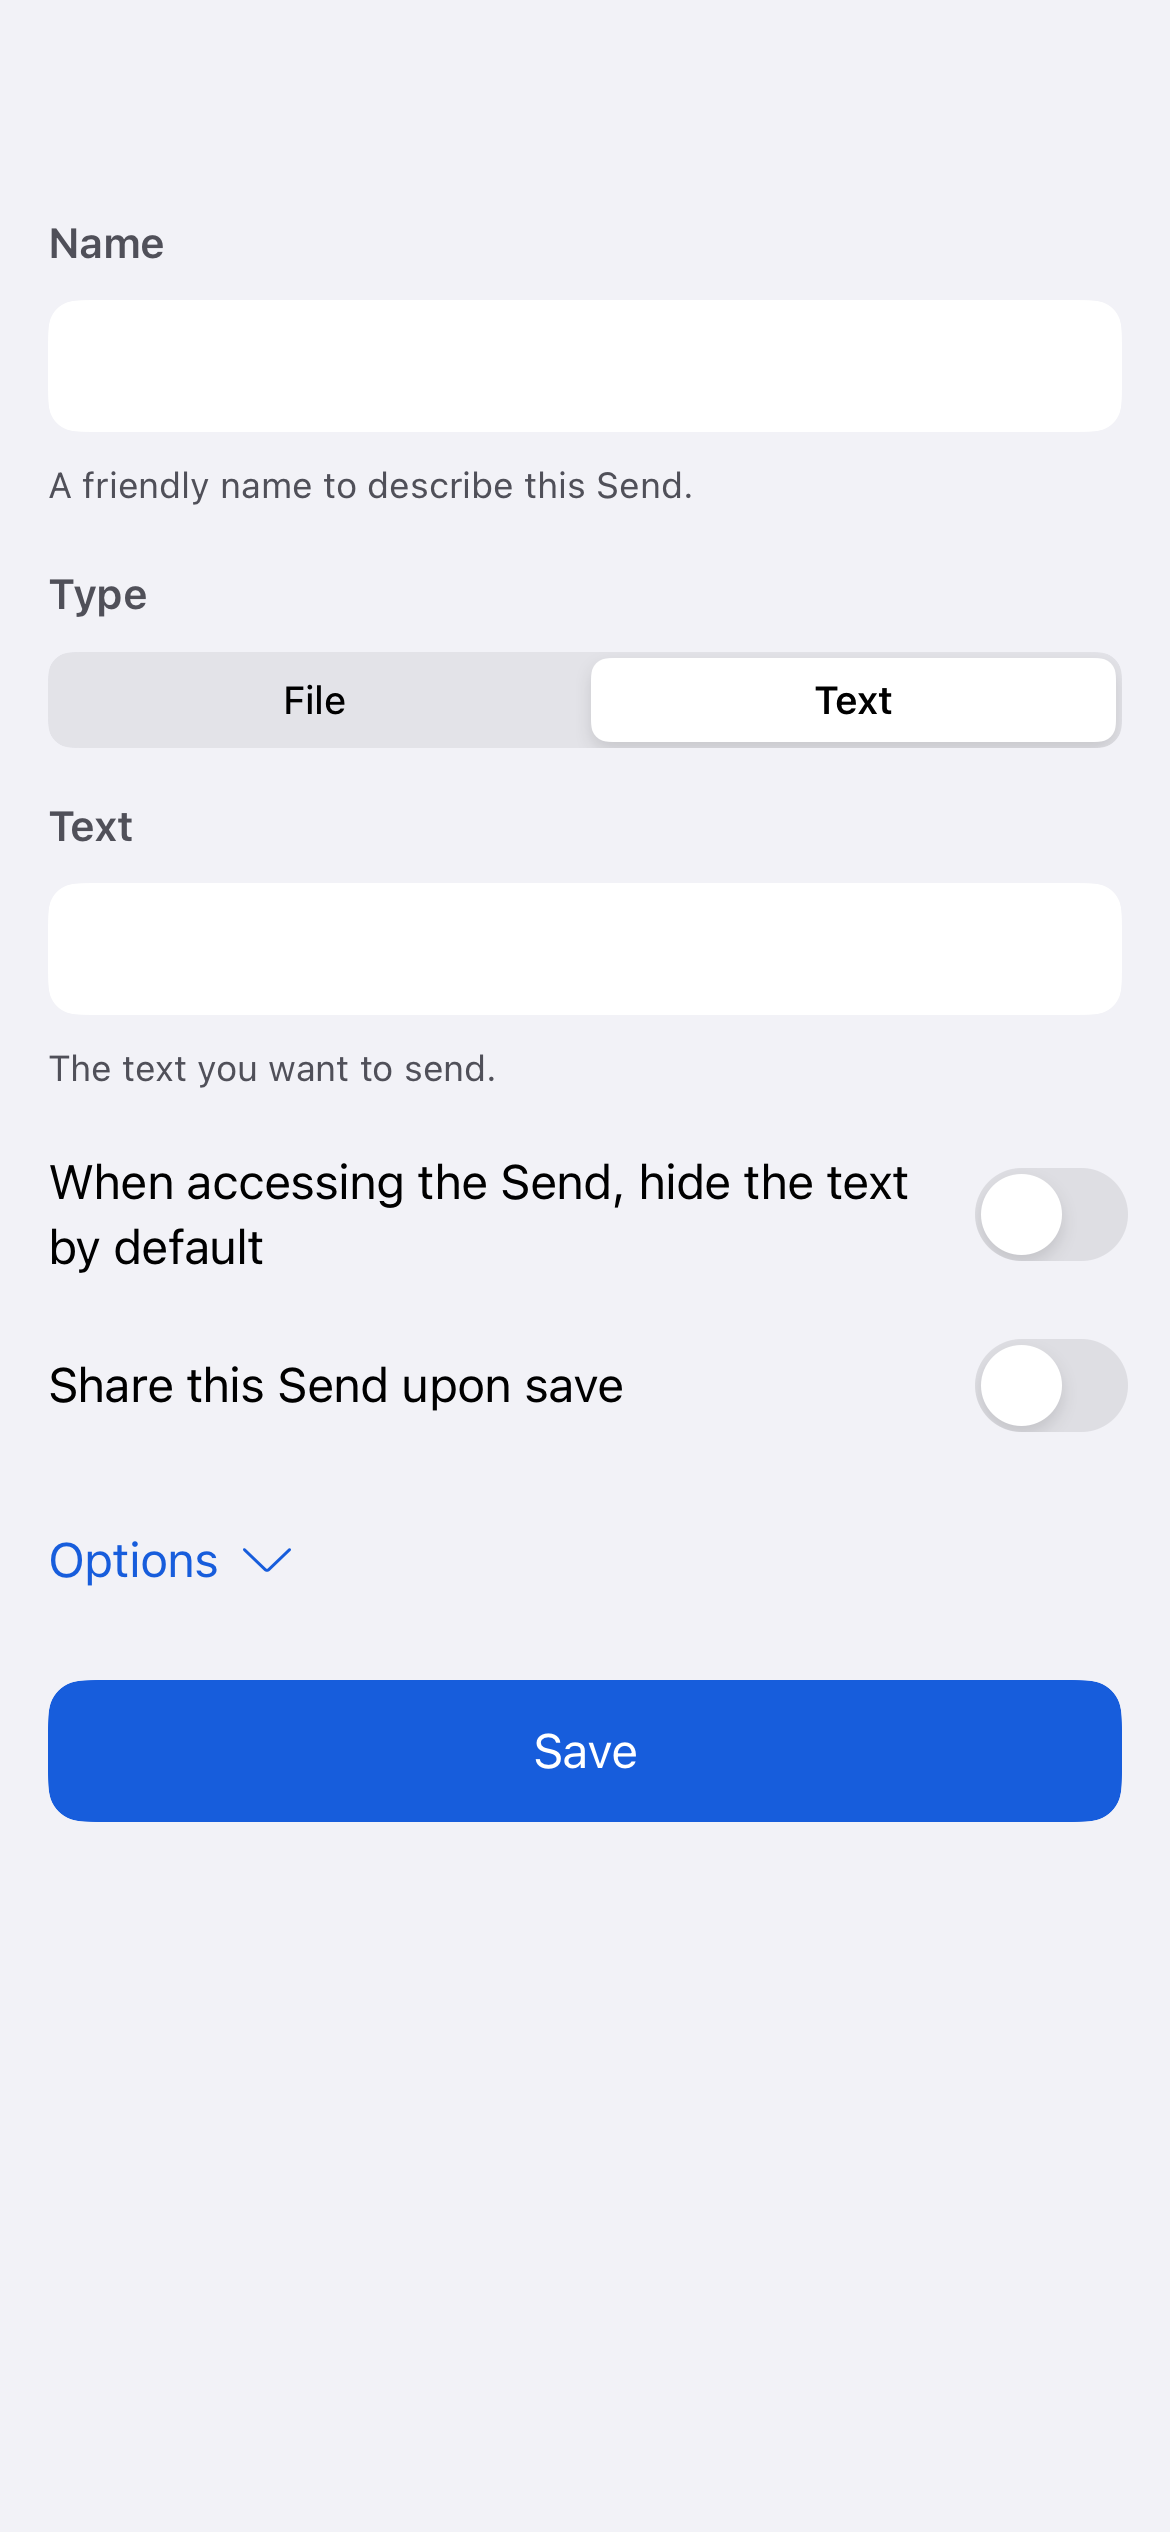 Name
A friendly name to describe this Send.
Type
File
Text
Text
The text you want to send.
When accessing the Send, hide the text
by default
Share this Send upon save
Options
Save